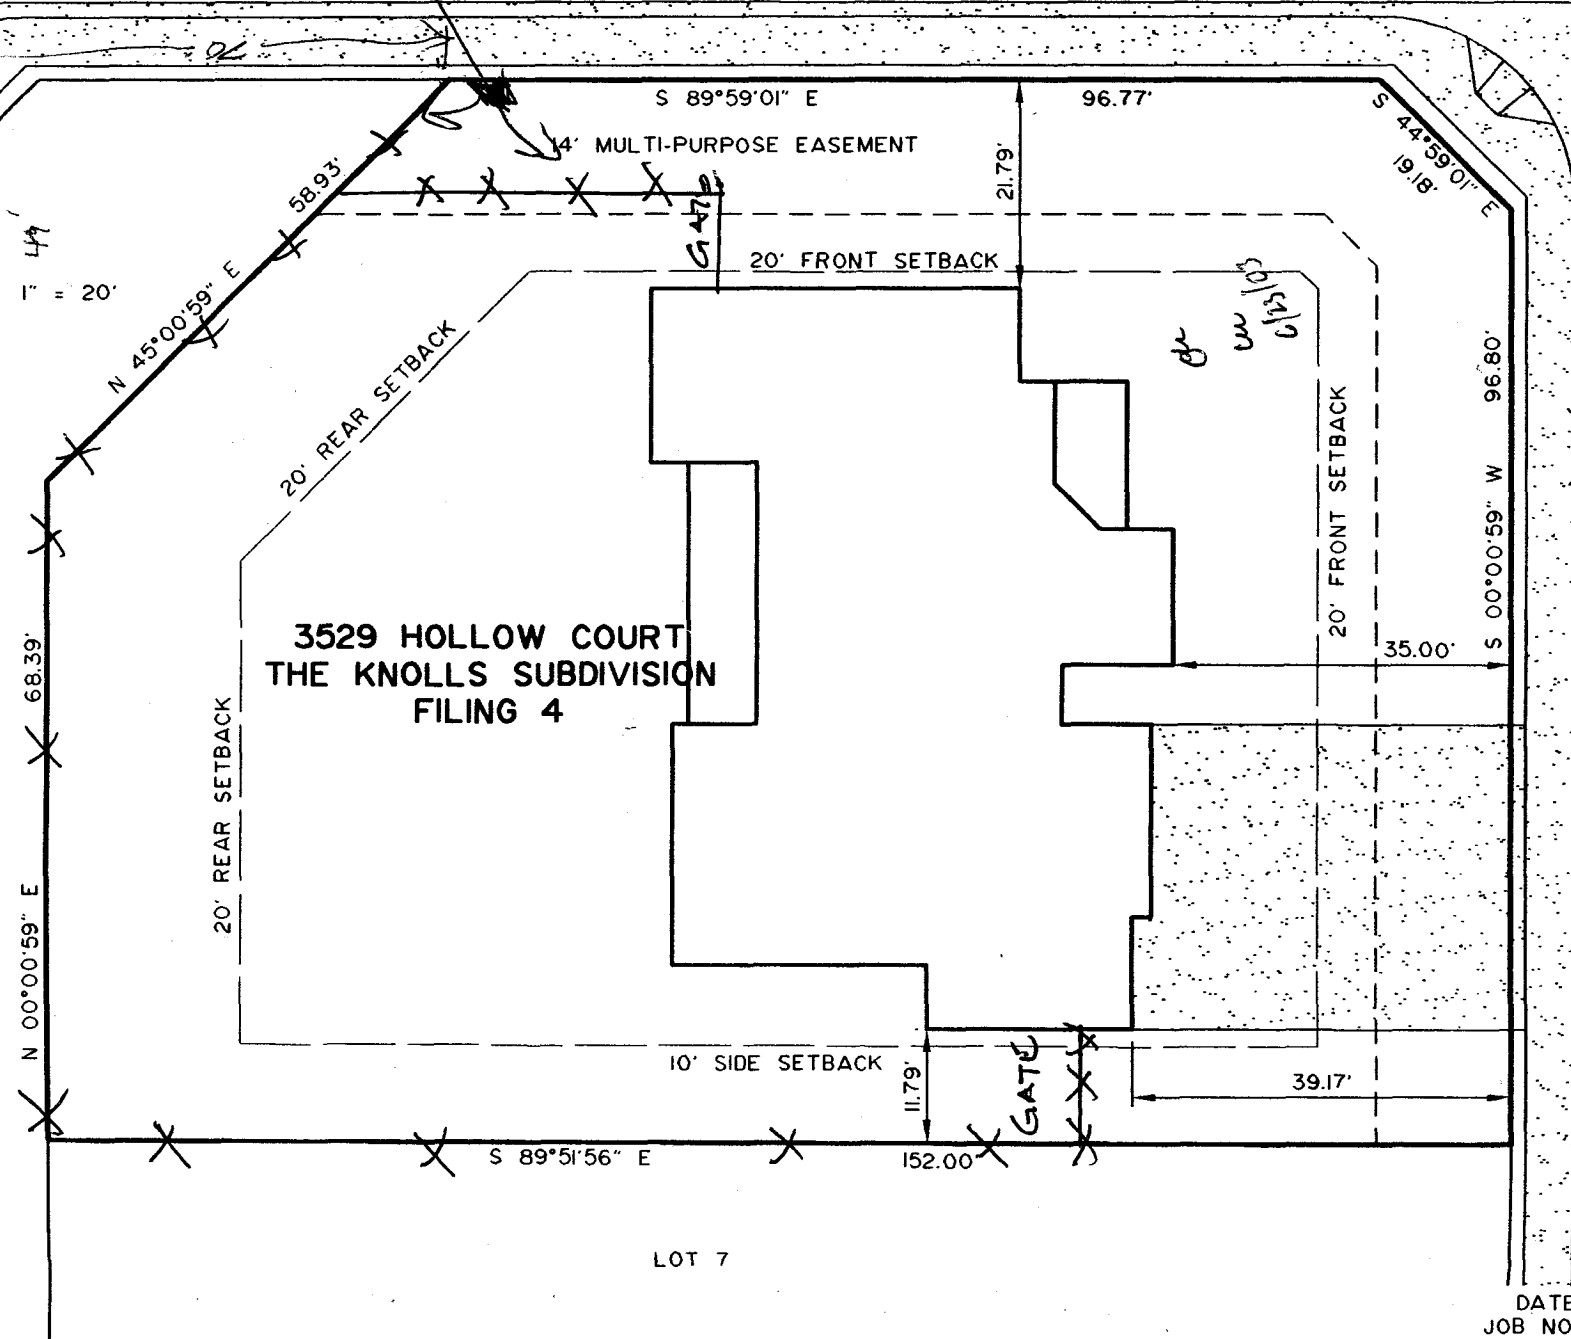 70
S 89°59'01" E
96.77'
14' MULTI-PURPOSE EASEMENT
S 44°59'01" E
19.18'
58.93'
21.79'
GATE
20' FRONT SETBACK
1" = 20'
N 45°00'59" E
20' REAR SETBACK
96.80'
S 00°00'59" W
20' FRONT SETBACK
35.00'
3529 HOLLOW COURT
THE KNOLLS SUBDIVISION
FILING 4
68.39'
N 00°00'59" E
20' REAR SETBACK
10' SIDE SETBACK
11.79'
GATE
39.17'
S 89°51'56" E
152.00'
LOT 7
DATE
JOB NO